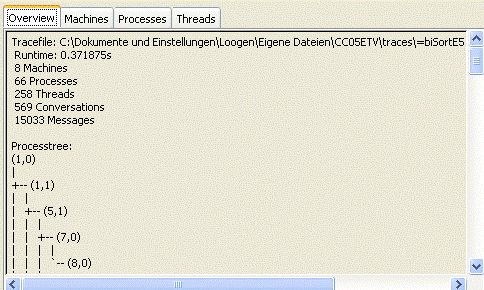 Overview Machines Processes Threads
Tracefile: C:\Dokumente und Einstellungen\Loogen\Eigene Dateien\CC05ETV\traces\=biSortE5
Runtime: 0.371875s
8 Machines
66 Processes
258 Threads
569 Conversations
15033 Messages
Processtree:
(1,0)
|
+-- (1,1)
| |
| +-- (5,1)
| | |
| | +-- (7,0)
| | | |
| | | `-- (8,0)